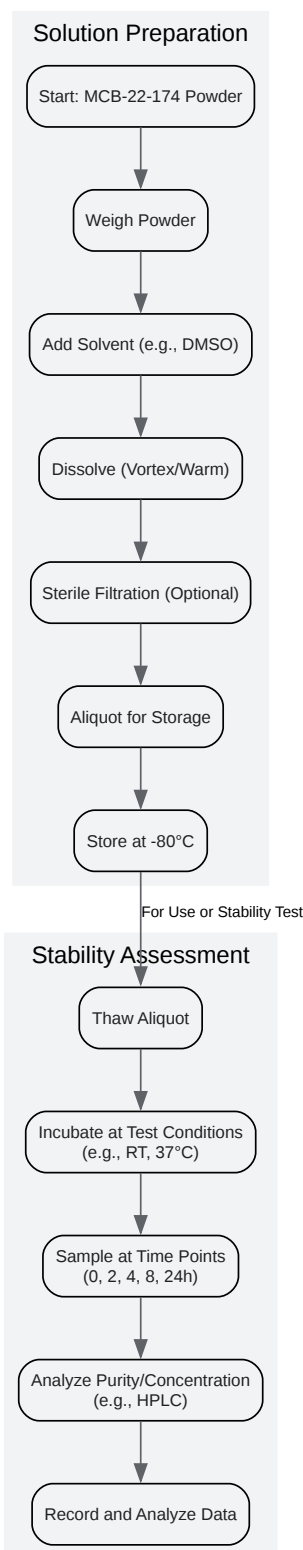 Solution Preparation
Start: MCB-22-174 Powder
Weigh Powder
Add Solvent (e.g., DMSO)
Dissolve (Vortex/Warm)
Sterile Filtration (Optional)
Aliquot for Storage
Store at -80°C
For Use or Stability Test
Stability Assessment
Thaw Aliquot
Incubate at Test Conditions
(e.g., RT, 37°C)
Sample at Time Points
(0, 2, 4, 8, 24h)
Analyze Purity/Concentration
(e.g., HPLC)
Record and Analyze Data